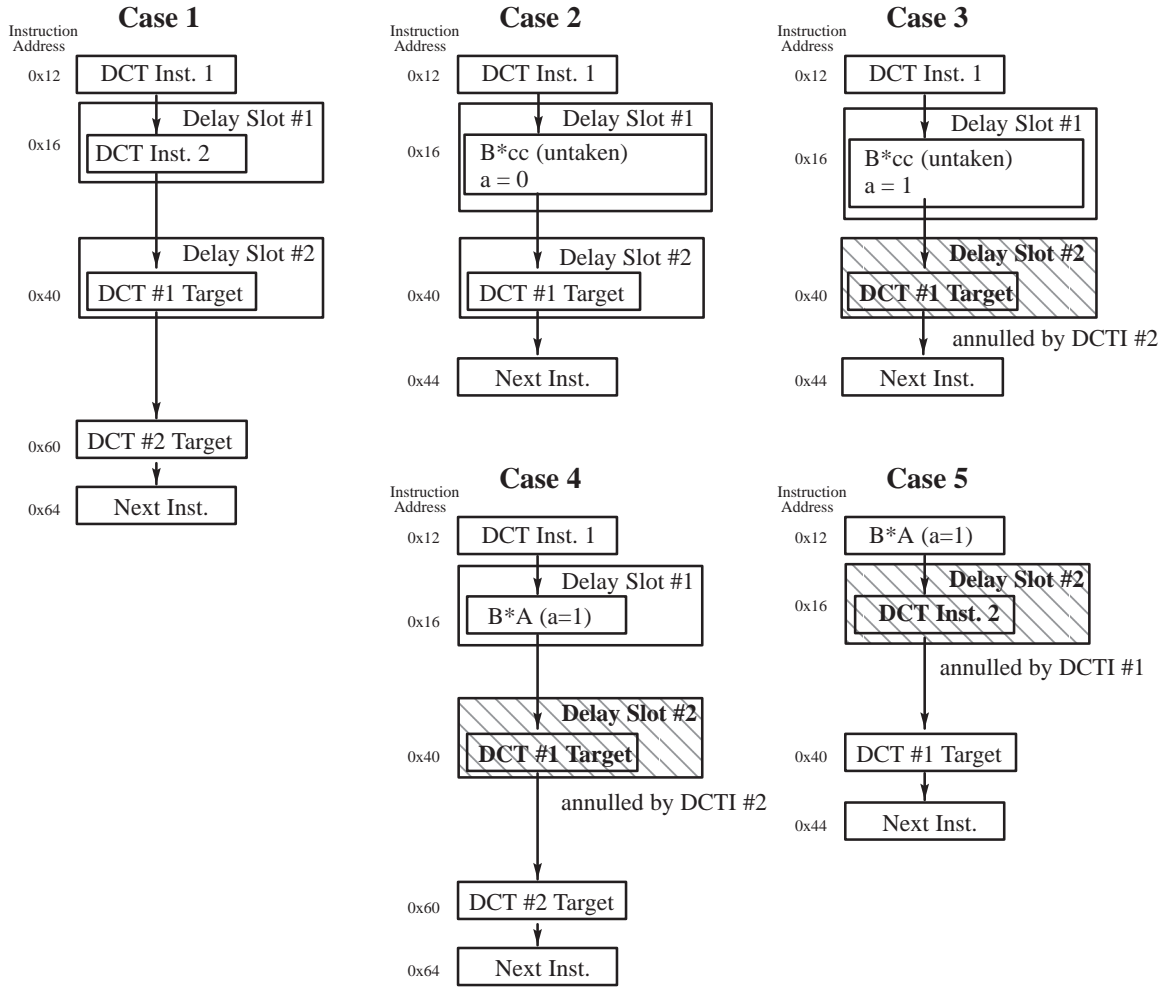 Case 1
Instruction
Address
0x12
DCT Inst. 1
Delay Slot #1
0x16
DCT Inst. 2
Delay Slot #2
0x40
DCT #1 Target
0x60
DCT #2 Target
0x64
Next Inst.
Case 2
Instruction
Address
0x12
DCT Inst. 1
Delay Slot #1
0x16
B*cc (untaken)
a = 0
Delay Slot #2
0x40
DCT #1 Target
0x44
Next Inst.
Case 3
Instruction
Address
0x12
DCT Inst. 1
Delay Slot #1
0x16
B*cc (untaken)
a = 1
Delay Slot #2
0x40
DCT #1 Target
annulled by DCTI #2
0x44
Next Inst.
Case 4
Instruction
Address
0x12
DCT Inst. 1
Delay Slot #1
0x16
B*A (a=1)
Delay Slot #2
0x40
DCT #1 Target
annulled by DCTI #2
0x60
DCT #2 Target
0x64
Next Inst.
Case 5
Instruction
Address
0x12
B*A (a=1)
Delay Slot #2
0x16
DCT Inst. 2
annulled by DCTI #1
0x40
DCT #1 Target
0x44
Next Inst.